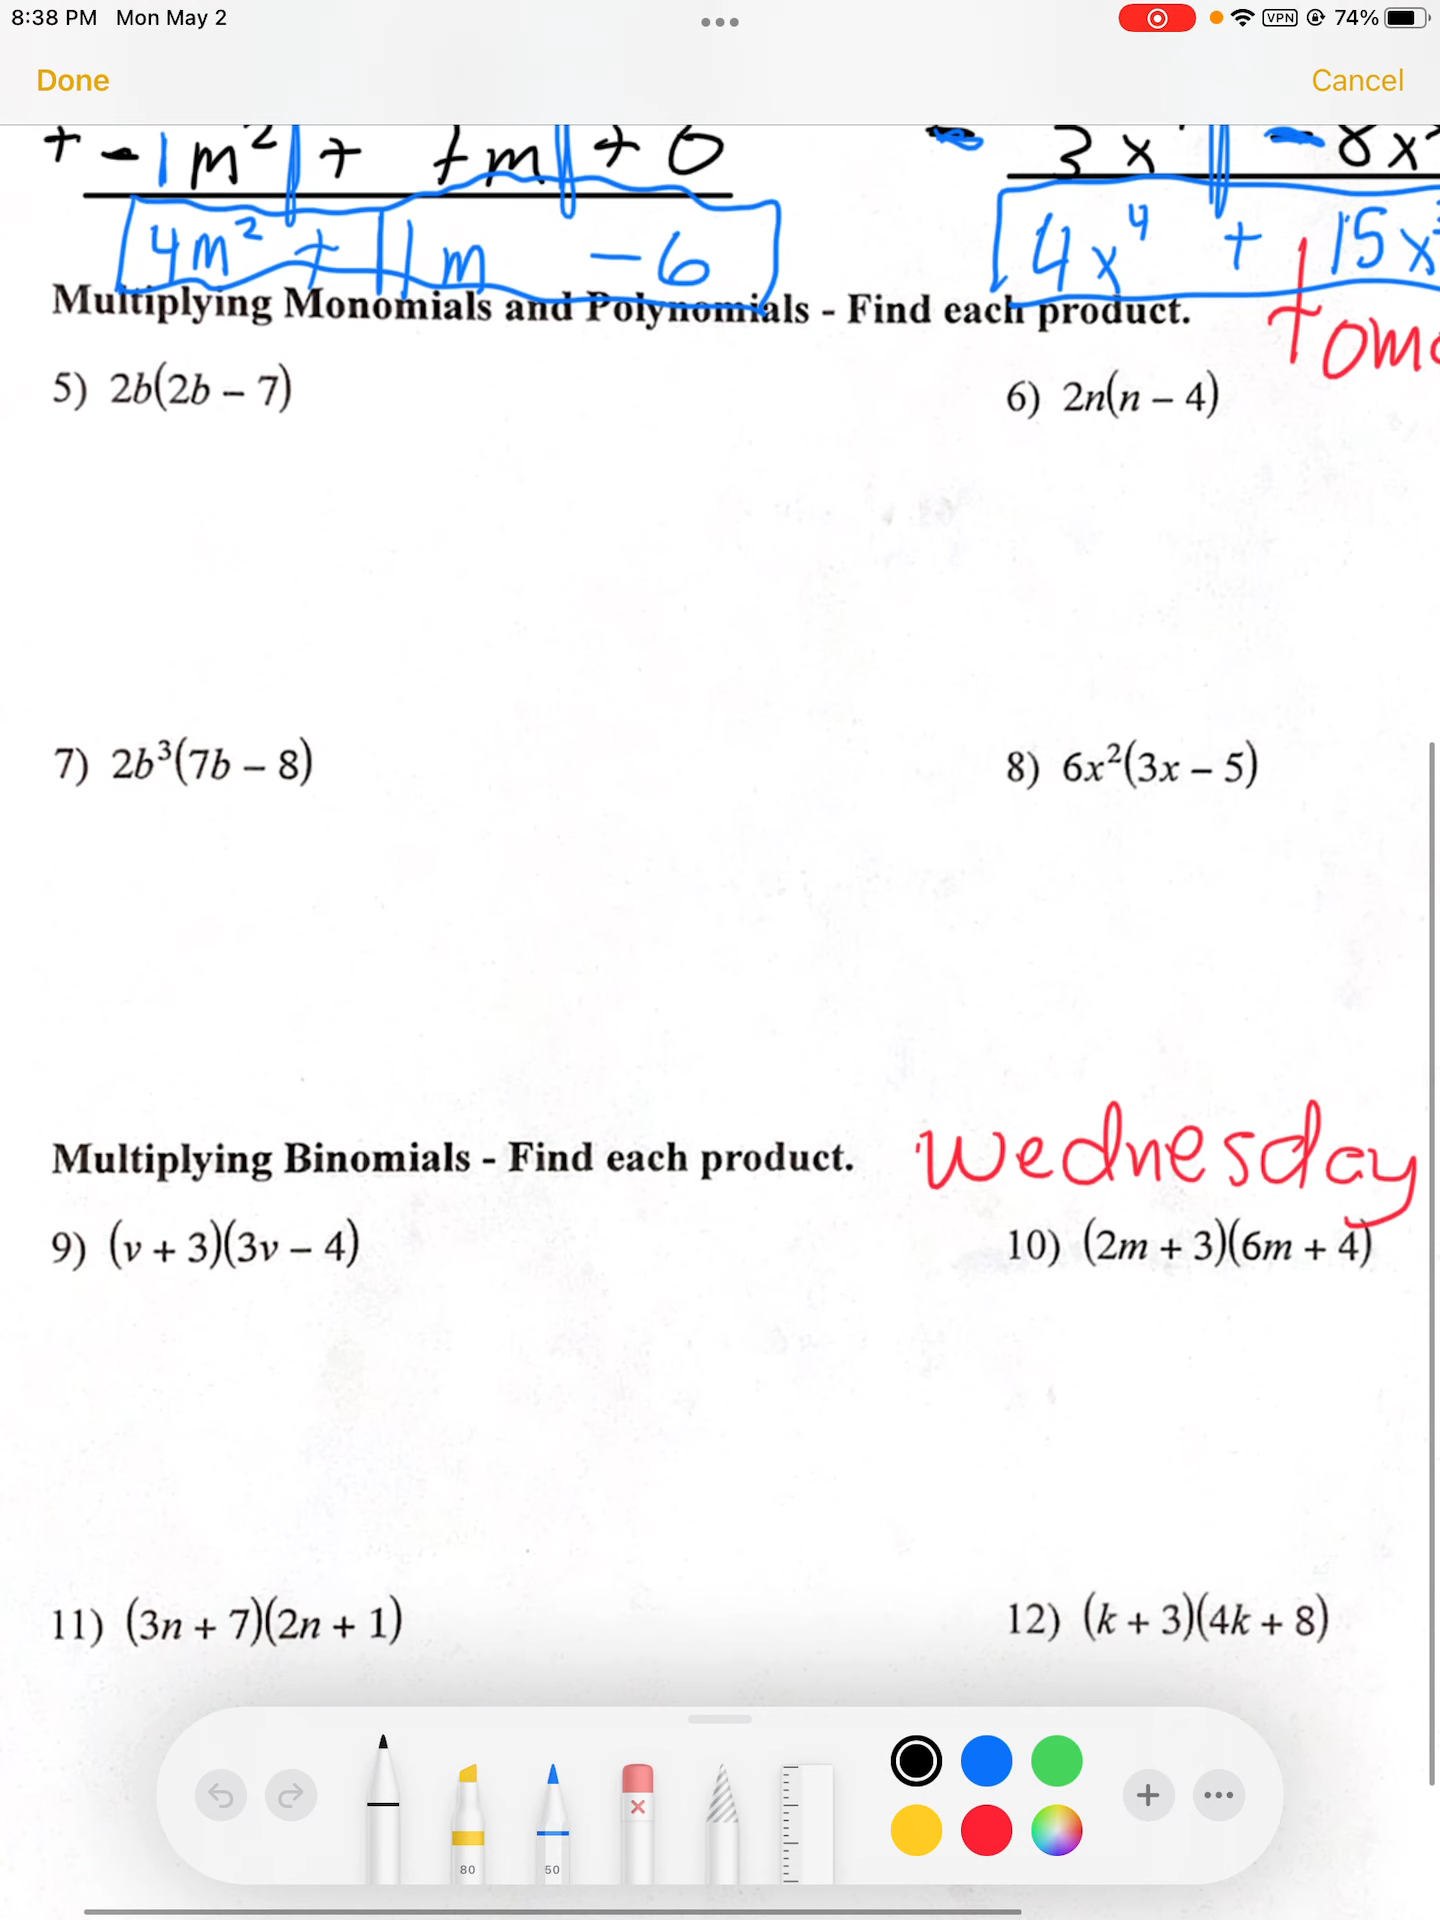 8:38 PM Mon May 2
VPN 74%
Done
Cancel
+ -1m² + 7m + 0
4m² + 11m - 6
- 3x - 8x
4x⁴ + 15x
Multiplying Monomials and Polynomials - Find each product.
5) 2b(2b – 7)
6) 2n(n – 4)
7) 2b³(7b – 8)
8) 6x²(3x – 5)
Multiplying Binomials - Find each product.
wednesday
9) (v + 3)(3v – 4)
10) (2m + 3)(6m + 4)
11) (3n + 7)(2n + 1)
12) (k + 3)(4k + 8)
80
50